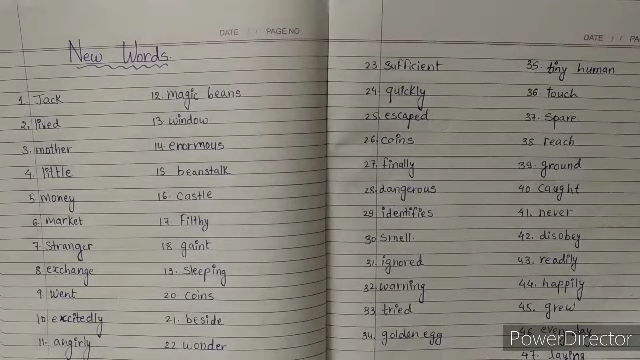 DATE / / PAGE NO
New Words.
1. Jack
2. lived
3. mother
4. little
5 money
6. market
7. Stranger
8 exchange
9 went
10 excitedly
11. angirly
12. magic beans
13. window
14 enormous
15 beanstalk
16. Castle
17. Filthy
18. gaint
19. Sleeping
20 coins
21. beside
22 wonder
DATE / / PA
23 sufficient
24 quickly
25 escaped
26. coins
27. finally
28. dangerous
29 identifies
30 Smell.
31. ignored
32 warning
33 tried
34. golden egg
35. tiny human
36 touch
37. Spare
38 reach
39. ground
40 Caught
41. never
42. disobey
43. readily
44. happily
45. grew
46 every day
47. laying
PowerDirector